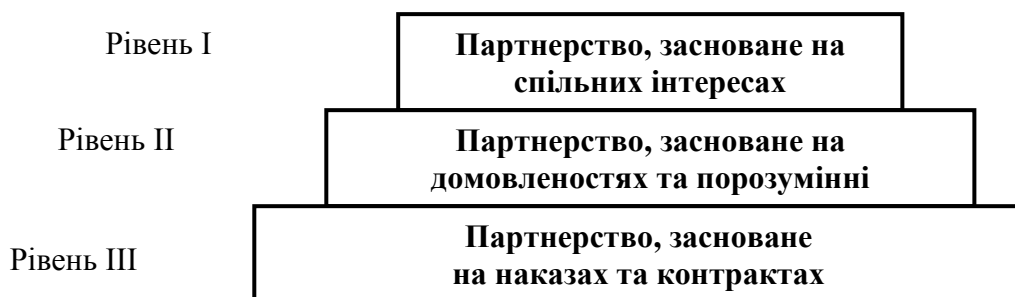 Рівень I
Партнерство, засноване на
спільних інтересах
Рівень II
Партнерство, засноване на
домовленостях та порозумінні
Рівень III
Партнерство, засноване
на наказах та контрактах